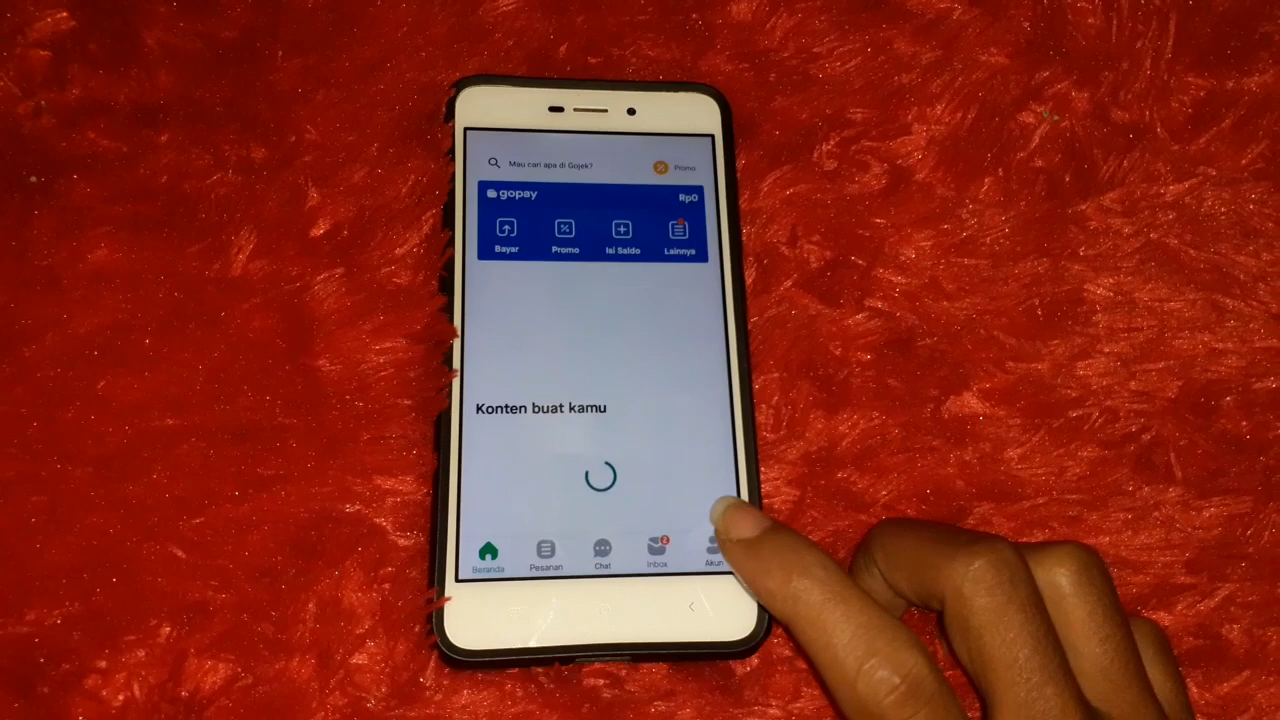 Mau cari apa di Gojek?
Promo
gopay
Rp0
Bayar
Promo
Isi Saldo
Lainnya
Konten buat kamu
2
Beranda
Pesanan
Chat
Inbox
Akun